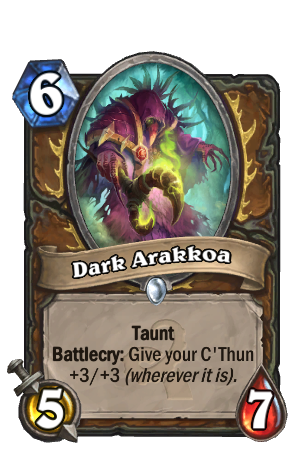 6
Dark Arakkoa
Taunt
Battlecry: Give your C'Thun
+3/+3 (wherever it is).
5
7